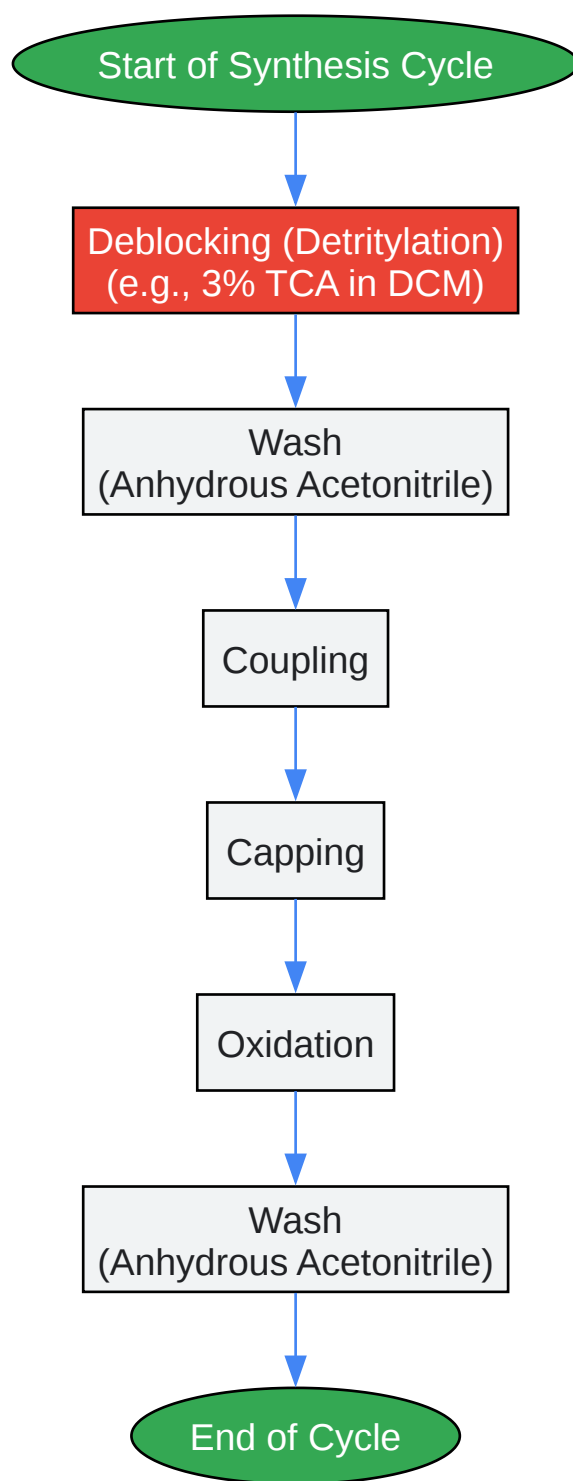 Start of Synthesis Cycle
Deblocking (Detritylation)
(e.g., 3% TCA in DCM)
Wash
(Anhydrous Acetonitrile)
Coupling
Capping
Oxidation
Wash
(Anhydrous Acetonitrile)
End of Cycle